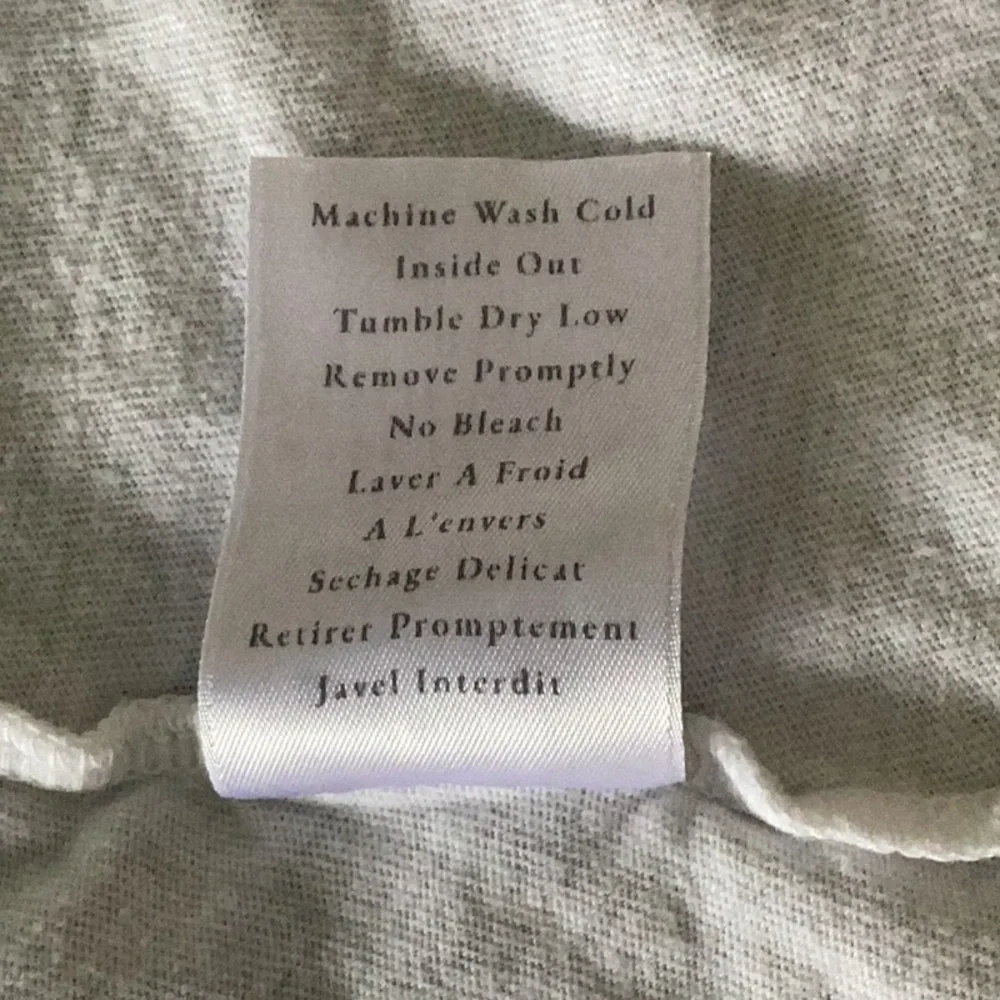 Machine Wash Cold
Inside Out
Tumble Dry Low
Remove Promptly
No Bleach
Laver A Froid
A L'envers
Sechage Delicat
Retirer Promptement
Javel Interdit